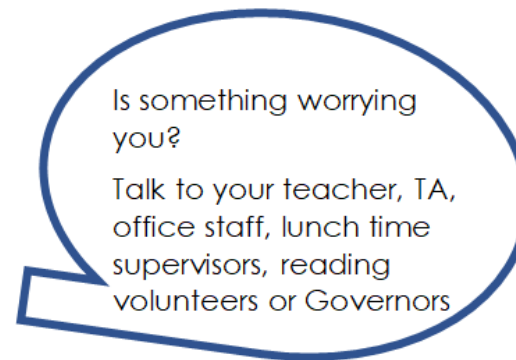 Is something worrying
you?
Talk to your teacher, TA,
office staff, lunch time
supervisors, reading
volunteers or Governors